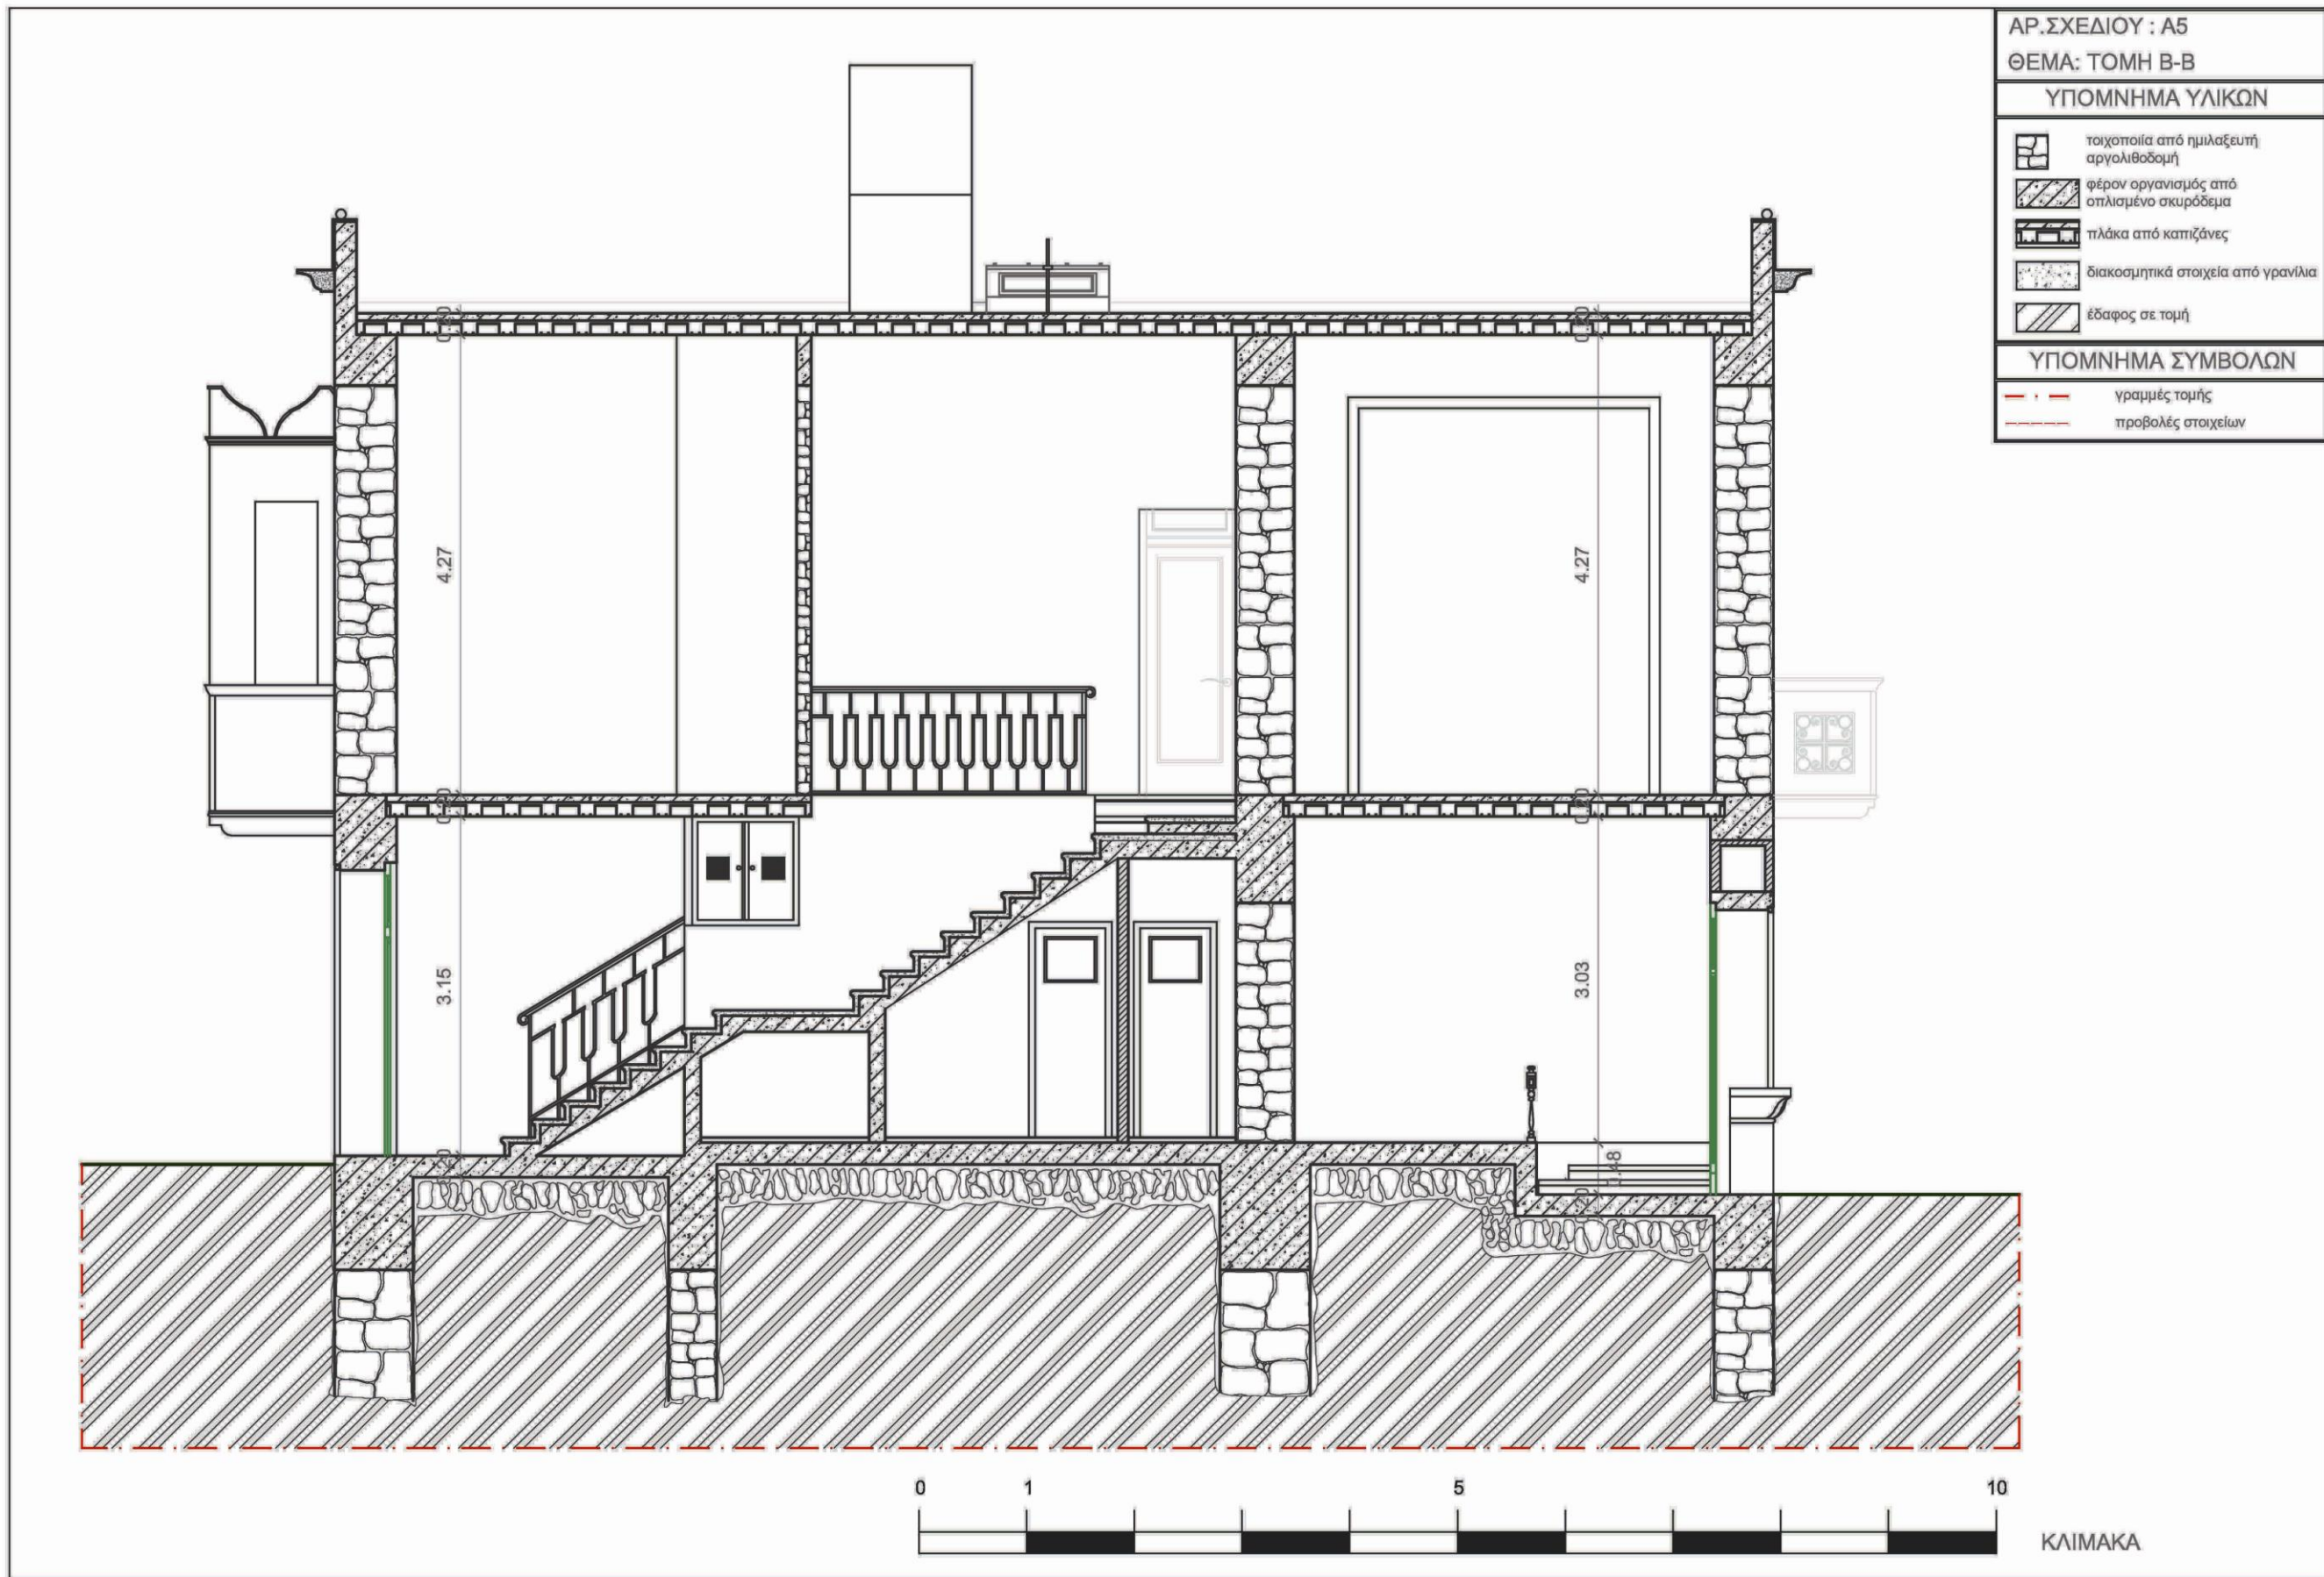 ΑΡ.ΣΧΕΔΙΟΥ : Α5
ΘΕΜΑ: ΤΟΜΗ Β-Β
ΥΠΟΜΝΗΜΑ ΥΛΙΚΩΝ
τοιχοποιία από ημιλαξευτή
αργολιθοδομή
φέρον οργανισμός από
οπλισμένο σκυρόδεμα
πλάκα από καπιζάνες
διακοσμητικά στοιχεία από γρανίλια
έδαφος σε τομή
ΥΠΟΜΝΗΜΑ ΣΥΜΒΟΛΩΝ
γραμμές τομής
προβολές στοιχείων
4.27
4.27
3.15
3.03
0 1 5 10
ΚΛΙΜΑΚΑ